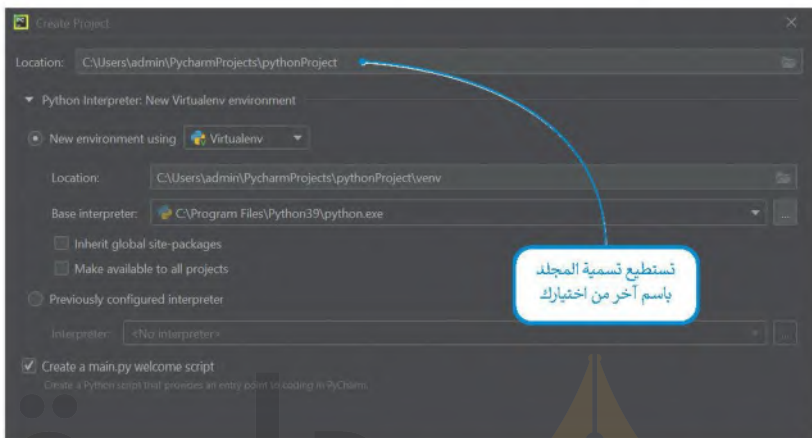 Create Project
Location: C:\Users\admin\PycharmProjects\pythonProject
Python Interpreter: New Virtualenv environment
New environment using Virtualenv
Location: C:\Users\admin\PycharmProjects\pythonProject\venv
Base interpreter: C:\Program Files\Python39\python.exe
Inherit global site-packages
Make available to all projects
تستطيع تسمية المجلد
باسم آخر من اختيارك
Previously configured interpreter
Interpreter: <No interpreter>
Create a main.py welcome script
Create a Python script that provides an entry point to coding in PyCharm.